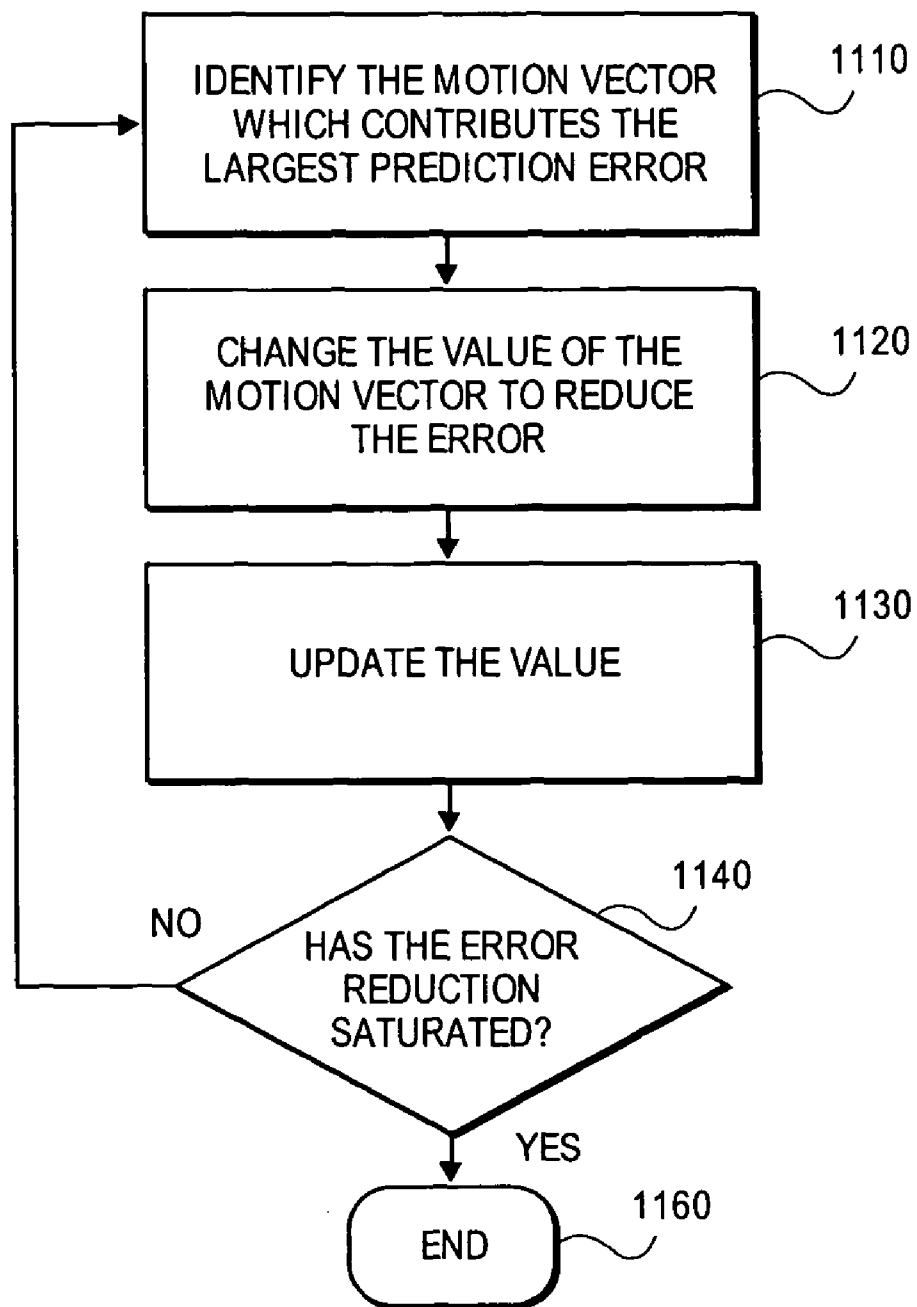 IDENTIFY THE MOTION VECTOR
WHICH CONTRIBUTES THE
LARGEST PREDICTION ERROR
1110
CHANGE THE VALUE OF THE
MOTION VECTOR TO REDUCE
THE ERROR
1120
UPDATE THE VALUE
1130
HAS THE ERROR
REDUCTION
SATURATED?
1140
NO
YES
END
1160